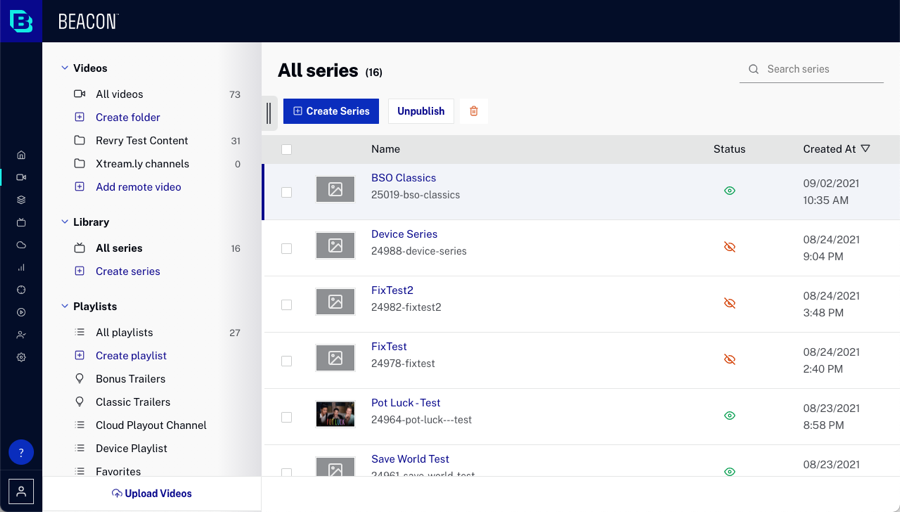 BEACON
Videos
All videos 73
Create folder
Revry Test Content 31
Xtream.ly channels 0
Add remote video
Library
All series 16
Create series
Playlists
All playlists 27
Create playlist
Bonus Trailers
Classic Trailers
Cloud Playout Channel
Device Playlist
Favorites
Upload Videos
?
All series (16)
Search series
Create Series
Unpublish
Name Status Created At
BSO Classics
25019-bso-classics
09/02/2021
10:35 AM
Device Series
24988-device-series
08/24/2021
9:04 PM
FixTest2
24982-fixtest2
08/24/2021
3:48 PM
FixTest
24978-fixtest
08/24/2021
2:40 PM
Pot Luck - Test
24964-pot-luck---test
08/23/2021
8:58 PM
Save World Test
24961-save-world-test
08/23/2021